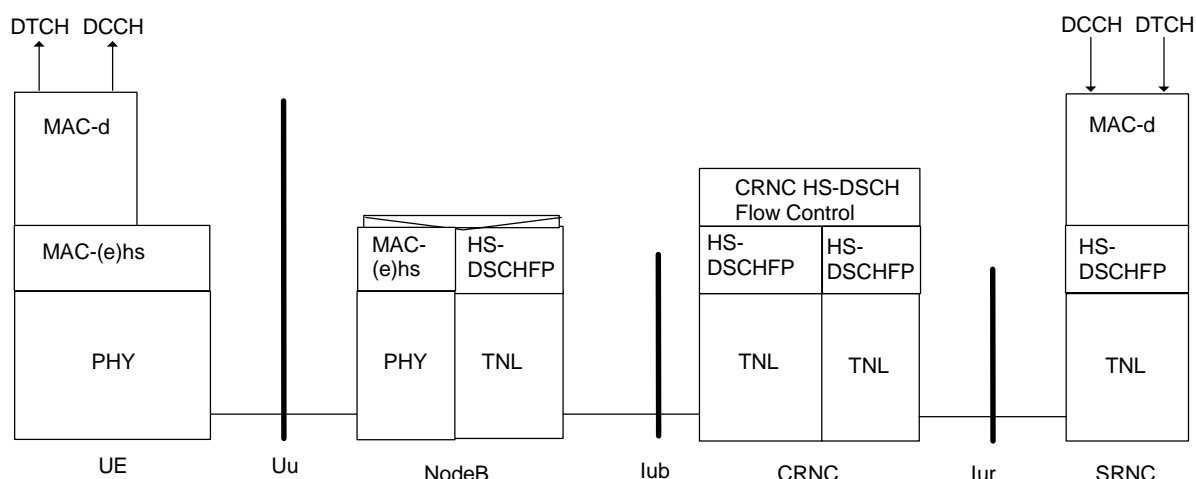 DTCH DCCH
DCCH DTCH
MAC-d
MAC-d
CRNC HS-DSCH
Flow Control
MAC-(e)hs
MAC-
(e)hs
HS-
DSCHFP
HS-
DSCHFP
HS-
DSCHFP
HS-
DSCHFP
PHY
PHY
TNL
TNL
TNL
TNL
UE
Uu
NodeB
Iub
CRNC
Iur
SRNC